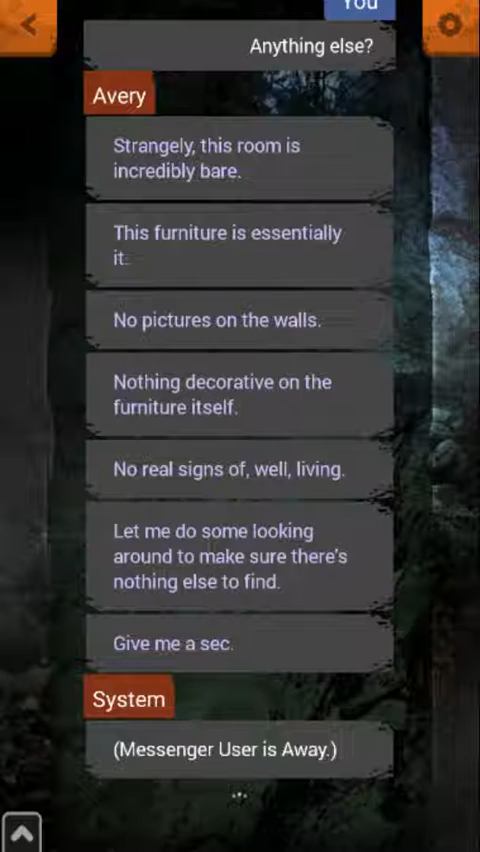 You
Anything else?
Avery
Strangely, this room is
incredibly bare.
This furniture is essentially
it.
No pictures on the walls.
Nothing decorative on the
furniture itself.
No real signs of, well, living.
Let me do some looking
around to make sure there's
nothing else to find.
Give me a sec.
System
(Messenger User is Away.)